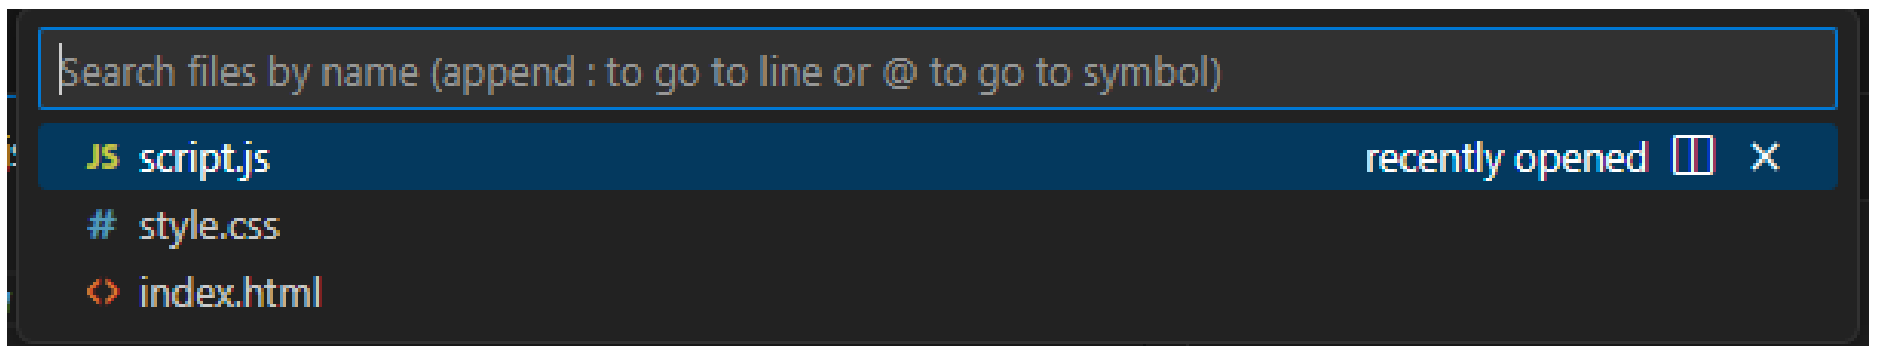 Search files by name (append : to go to line or @ to go to symbol)
JS script.js recently opened
# style.css
<> index.html